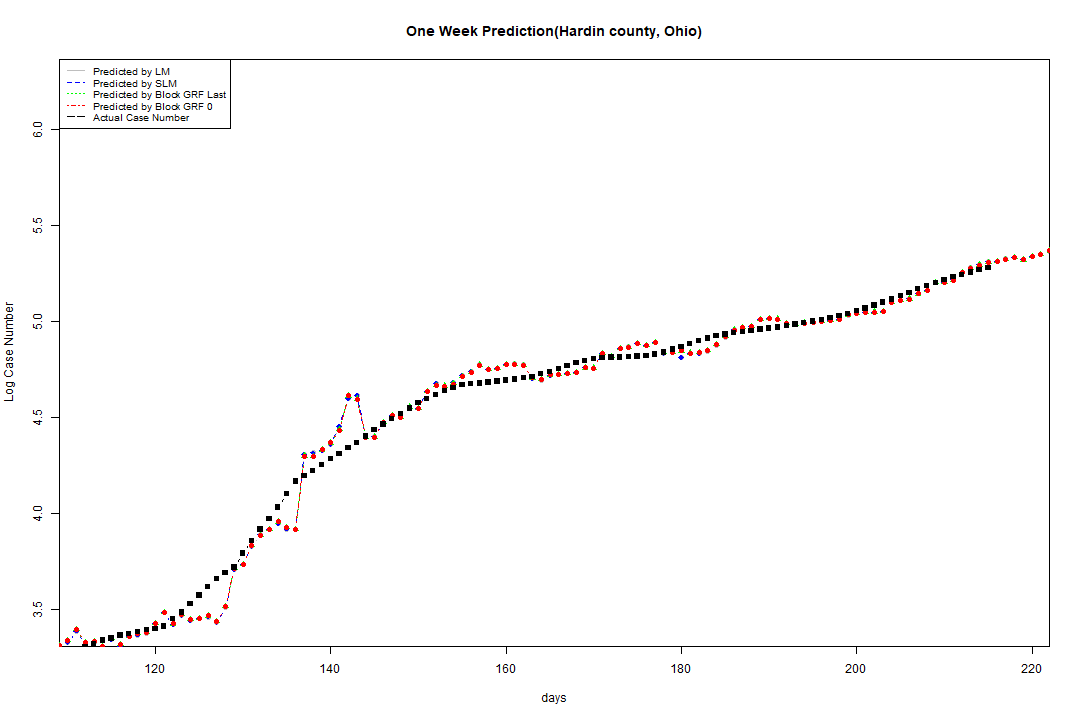 One Week Prediction(Hardin county, Ohio)
Predicted by LM
Predicted by SLM
Predicted by Block GRF Last
Predicted by Block GRF 0
Actual Case Number
6.0
5.5
5.0
4.5
4.0
3.5
Log Case Number
120 140 160 180 200 220
days